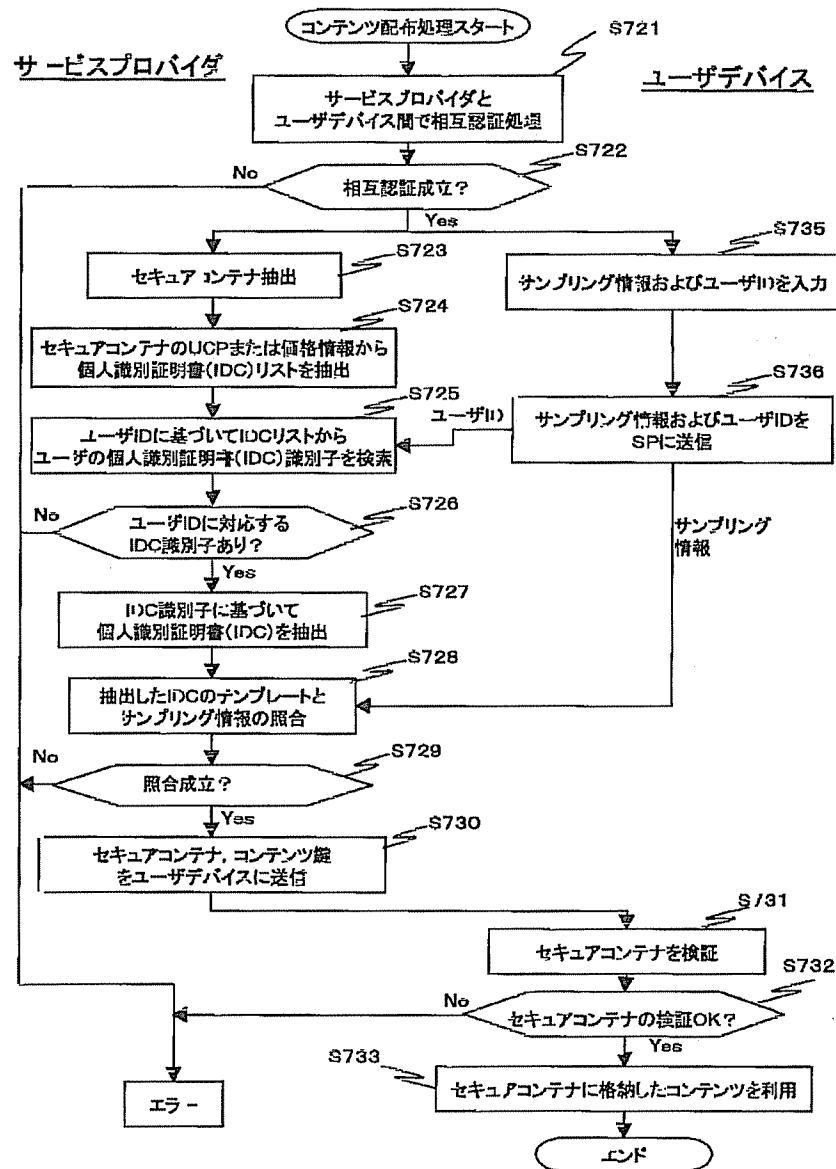 コンテンツ配布処理スタート
S721
サービスプロバイダ
ユーザデバイス
サービスプロバイダと
ユーザデバイス間で相互認証処理
S722
No
相互認証成立?
Yes
S723
S735
セキュアコンテナ抽出
サンプリング情報およびユーザIDを入力
S724
セキュアコンテナのUCPまたは価格情報から
個人識別証明書(IDC)リストを抽出
S725
S736
ユーザID
ユーザIDに基づいてIDCリストから
ユーザの個人識別証明書(IDC)識別子を検索
サンプリング情報およびユーザIDを
SPに送信
S726
No
ユーザIDに対応する
IDC識別子あり?
サンプリング
情報
Yes
S727
IDC識別子に基づいて
個人識別証明書(IDC)を抽出
S728
抽出したIDCのテンプレートと
サンプリング情報の照合
S729
No
照合成立?
Yes
S730
セキュアコンテナ,コンテンツ鍵
をユーザデバイスに送信
S731
セキュアコンテナを検証
S732
No
セキュアコンテナの検証OK?
Yes
S733
セキュアコンテナに格納したコンテンツを利用
エラー
エンド